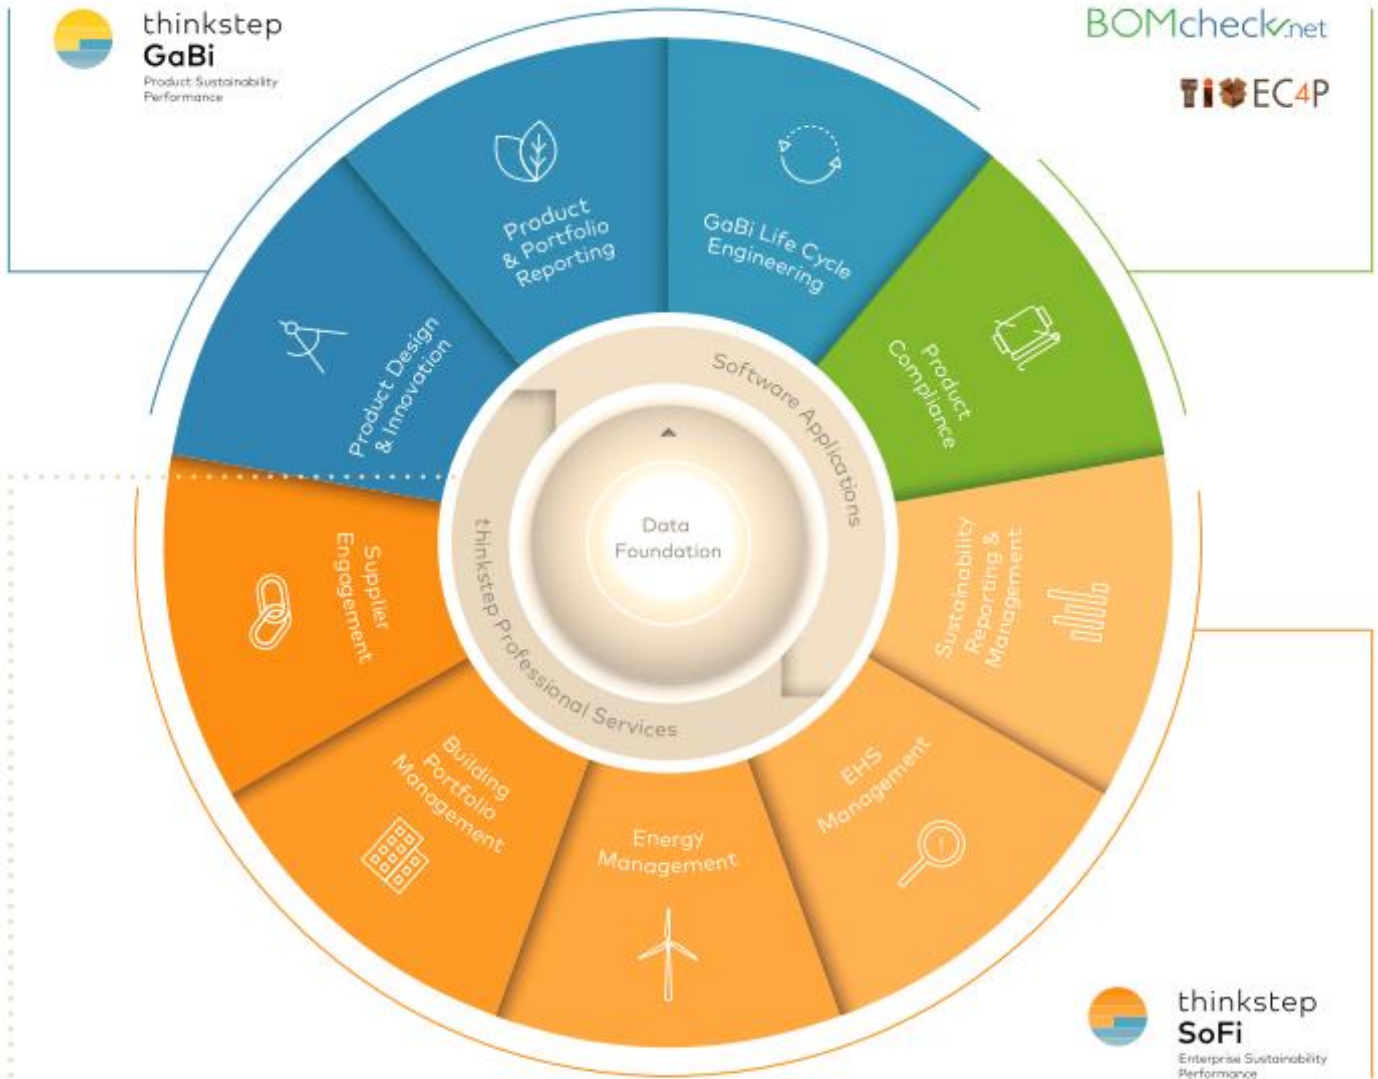 thinkstep
GaBi
Product Sustainability
Performance
BOMcheck.net
EC4P
Product
& Portfolio
Reporting
GaBi Life Cycle
Engineering
Product Design
& Innovation
Product
Compliance
Software Applications
Data
Foundation
thinkstep Professional Services
Supplier
Engagement
Sustainability
Reporting &
Management
Building
Portfolio
Management
Energy
Management
EHS
Management
!
thinkstep
SoFi
Enterprise Sustainability
Performance